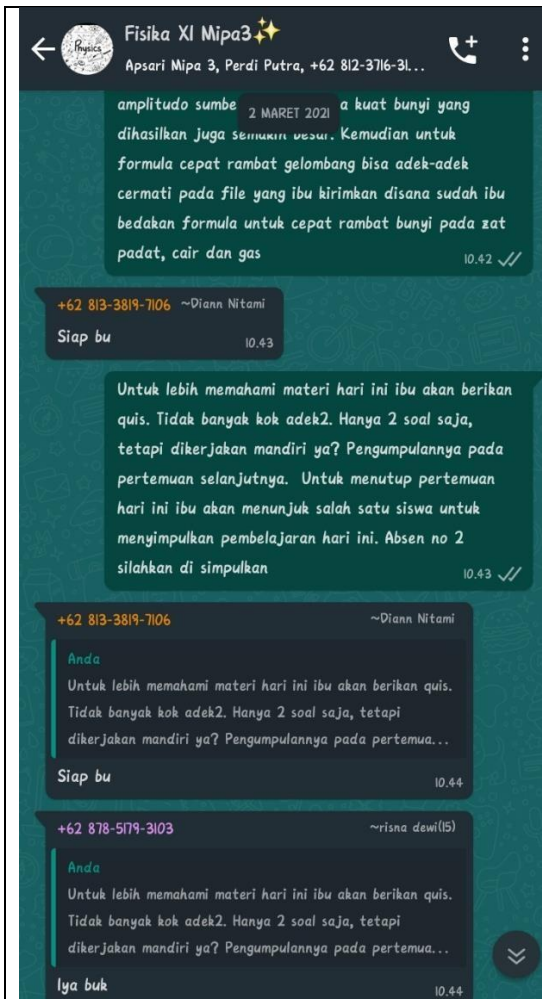 Physics
Fisika XI Mipa3✨
Apsari Mipa 3, Perdi Putra, +62 812-3716-3...
2 MARET 2021
amplitudo sumbe a kuat bunyi yang
dihasilkan juga semakin besar. Kemudian untuk
formula cepat rambat gelombang bisa adek-adek
cermati pada file yang ibu kirimkan disana sudah ibu
bedakan formula untuk cepat rambat bunyi pada zat
padat, cair dan gas
10.42
+62 813-3819-7106 ~Diann Nitami
Siap bu
10.43
Untuk lebih memahami materi hari ini ibu akan berikan
quis. Tidak banyak kok adek2. Hanya 2 soal saja,
tetapi dikerjakan mandiri ya? Pengumpulannya pada
pertemuan selanjutnya. Untuk menutup pertemuan
hari ini ibu akan menunjuk salah satu siswa untuk
menyimpulkan pembelajaran hari ini. Absen no 2
silahkan di simpulkan
10.43
+62 813-3819-7106 ~Diann Nitami
Anda
Untuk lebih memahami materi hari ini ibu akan berikan quis.
Tidak banyak kok adek2. Hanya 2 soal saja, tetapi
dikerjakan mandiri ya? Pengumpulannya pada pertemua...
Siap bu
10.44
+62 878-5179-3103 ~risna dewi(15)
Anda
Untuk lebih memahami materi hari ini ibu akan berikan quis.
Tidak banyak kok adek2. Hanya 2 soal saja, tetapi
dikerjakan mandiri ya? Pengumpulannya pada pertemua...
Iya buk
10.44